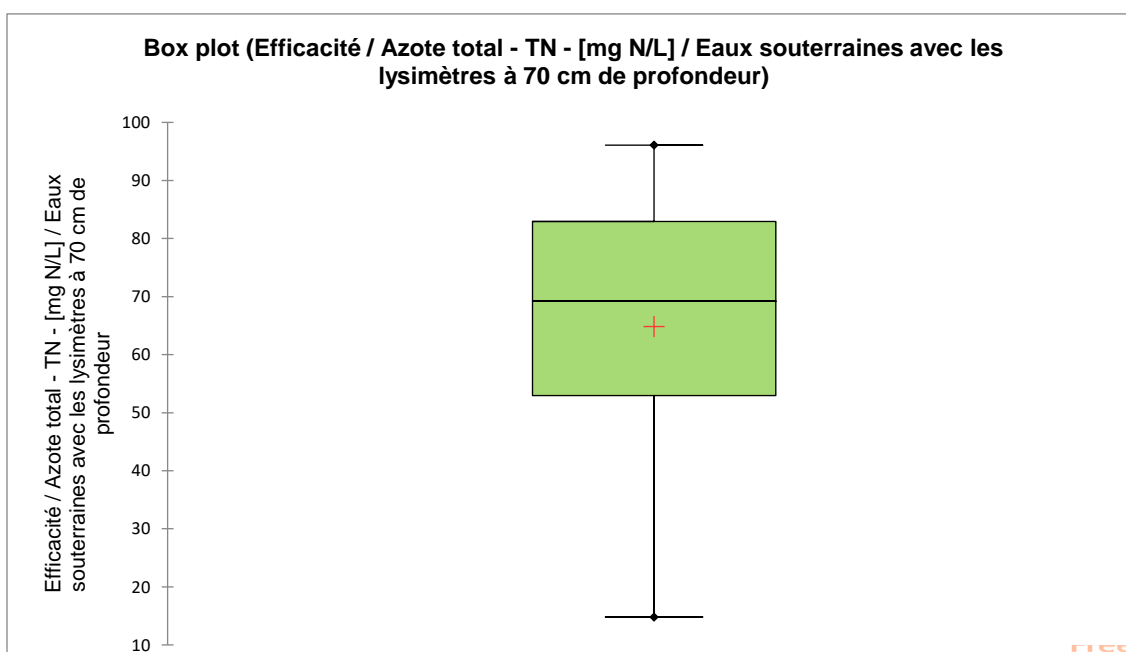 Box plot (Efficacité / Azote total - TN - [mg N/L] / Eaux souterraines avec les
lysimètres à 70 cm de profondeur)
Efficacité / Azote total - TN - [mg N/L] / Eaux
souterraines avec les lysimètres à 70 cm de
profondeur
100
90
80
70
60
50
40
30
20
10